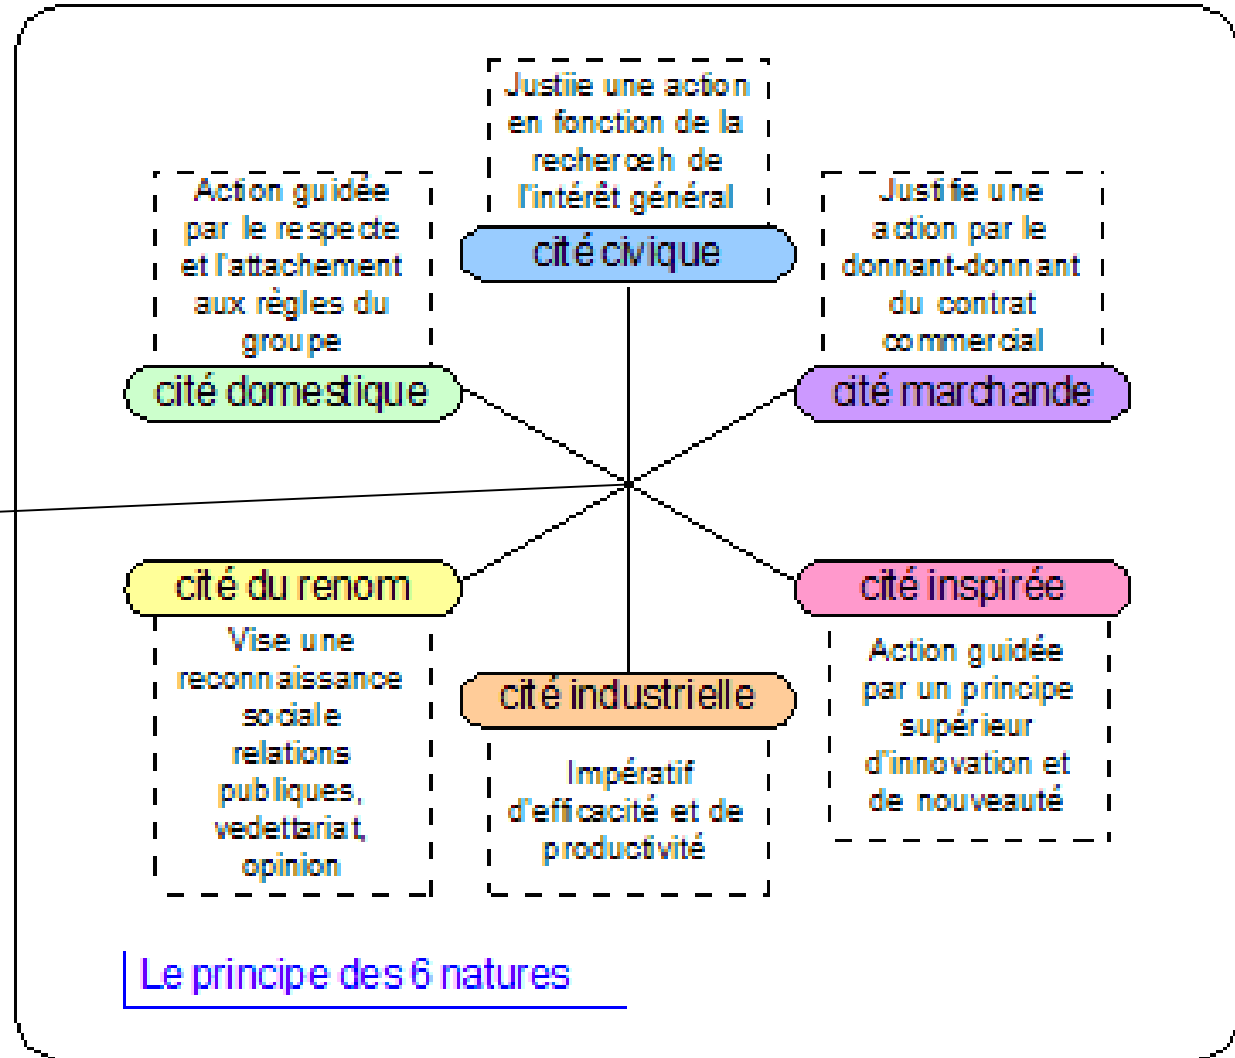 Justiie une action
en fonction de la
recherceh de
l'intérêt général
cité civique
Action guidée
par le respecte
et l'attachement
aux règles du
groupe
cité domestique
Justifie une
action par le
donnant-donnant
du contrat
commercial
cité marchande
cité du renom
Vise une
reconnaissance
sociale
relations
publiques,
vedettariat,
opinion
cité industrielle
Impératif
d'efficacité et de
productivité
cité inspirée
Action guidée
par un principe
supérieur
d'innovation et
de nouveauté
Le principe des 6 natures